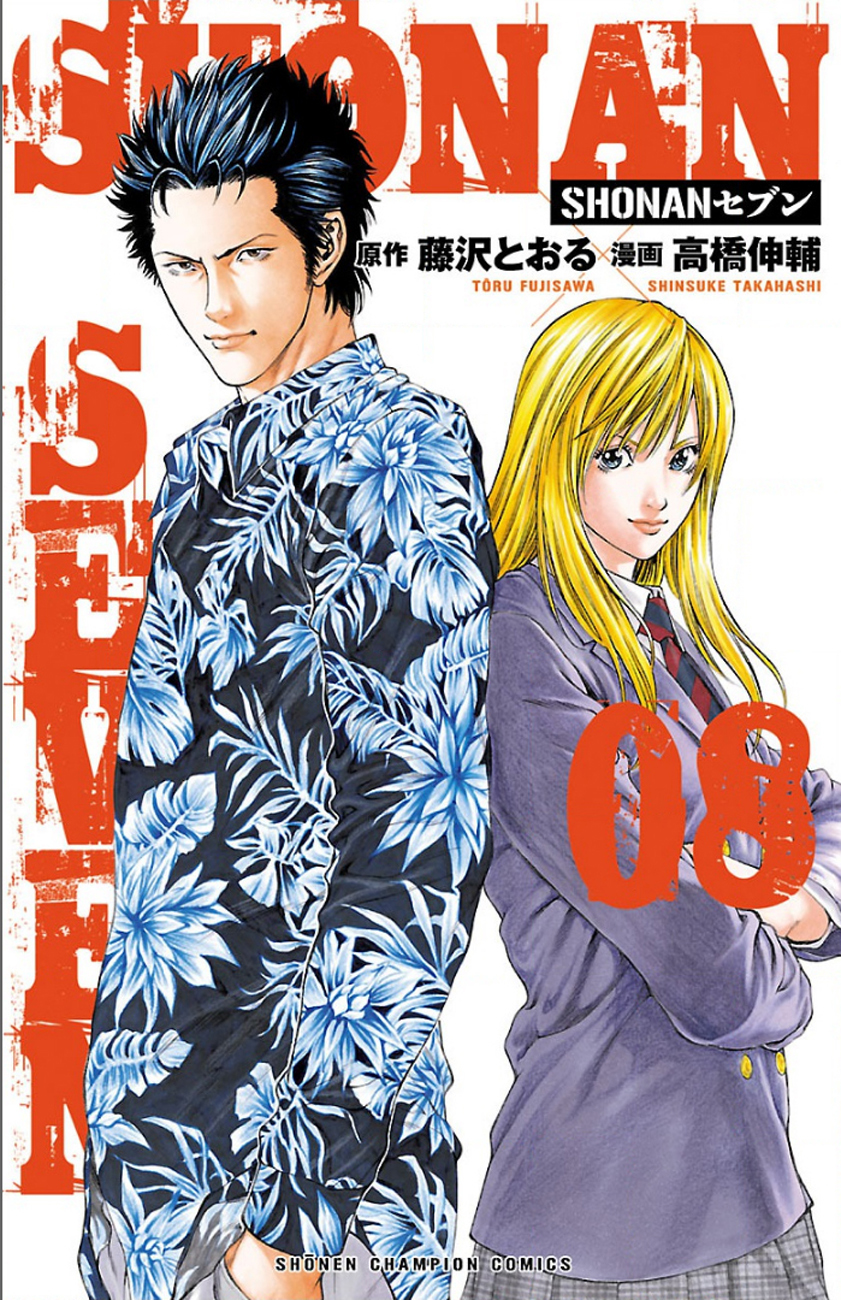 SHONAN
SHONANセブン
原作 藤沢とおる × 漫画 高橋伸輔
TŌRU FUJISAWA SHINSUKE TAKAHASHI
SEVEN
08
SHŌNEN CHAMPION COMICS